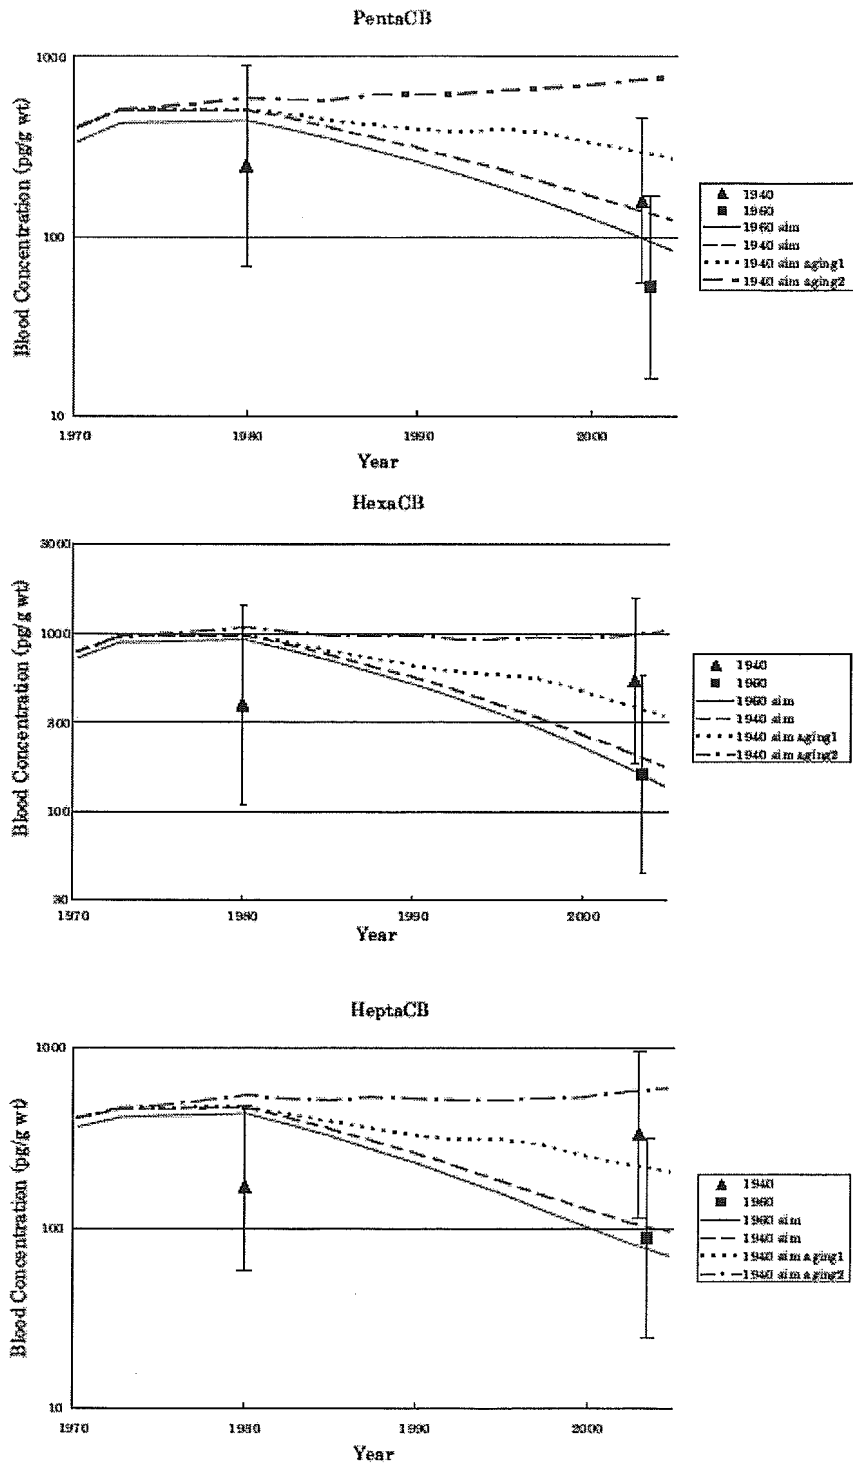 PentaCB
1000
100
10
1970
1980
1990
2000
Blood Concentration (pg/g wt)
Year
1940
1960
1960 sim
1940 sim
1940 sim aging1
1940 sim aging2
HexaCB
3000
1000
300
100
30
1970
1980
1990
2000
Blood Concentration (pg/g wt)
Year
1940
1960
1960 sim
1940 sim
1940 sim aging1
1940 sim aging2
HeptaCB
1000
100
10
1970
1980
1990
2000
Blood Concentration (pg/g wt)
Year
1940
1960
1960 sim
1940 sim
1940 sim aging1
1940 sim aging2